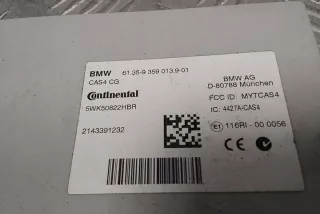 BMW 61.35-9 359 013.9-01
CAS4 CG
BMW AG
D-80788 München
Continental
FCC ID: MYTCAS4
5WK50822HBR
IC: 4427A-CAS4
E1 116RI - 00 0056
2143391232
CE